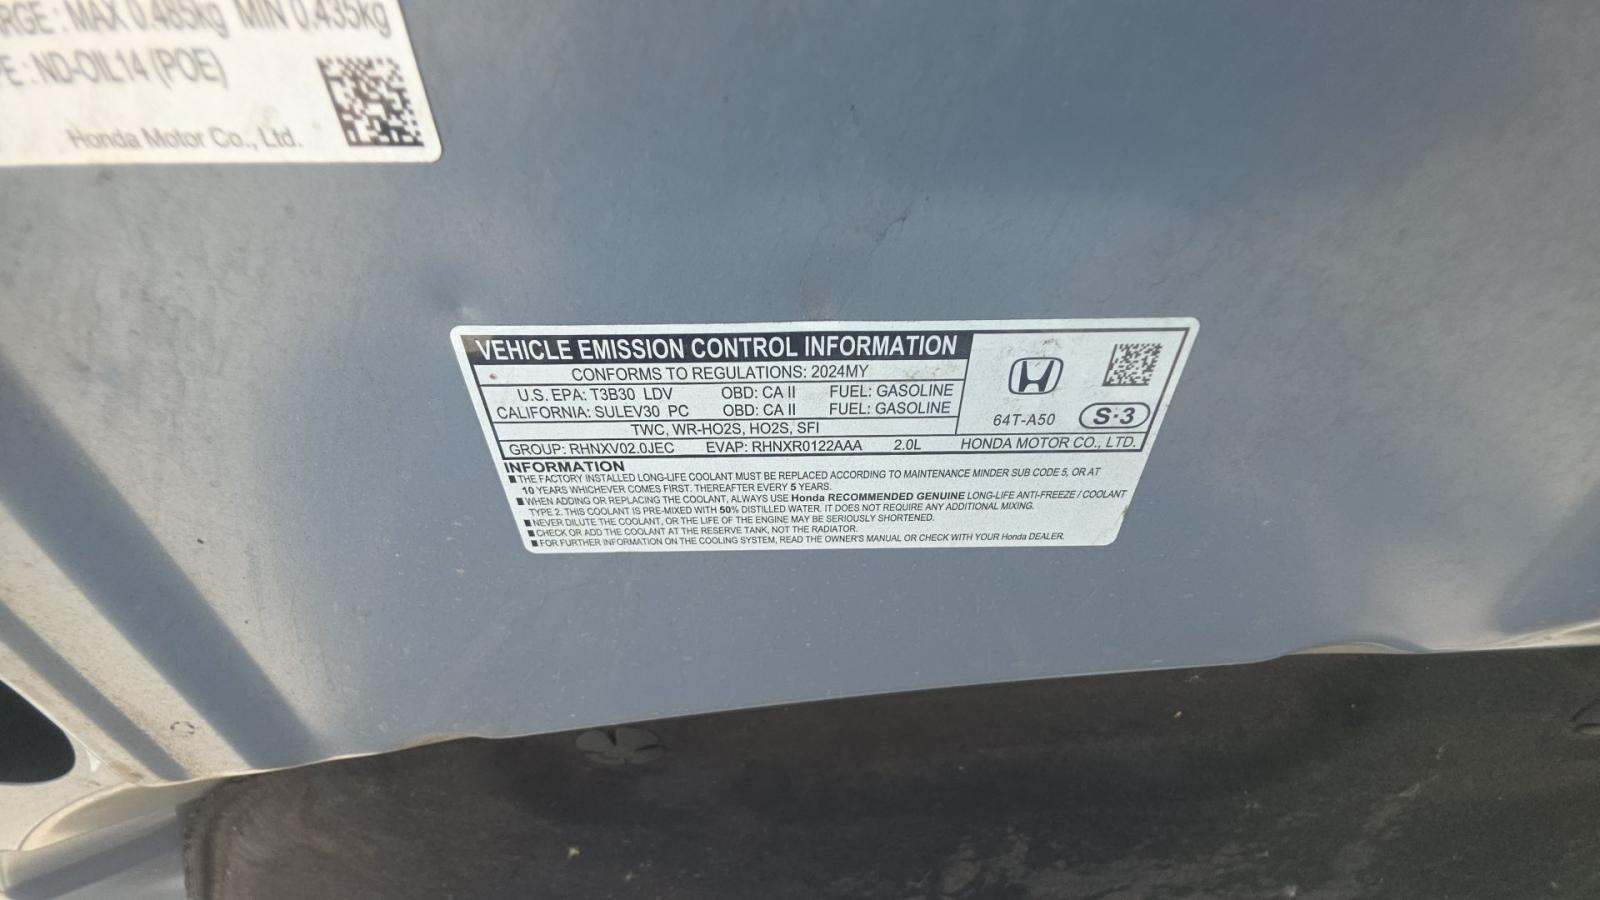 MAX 0.485kg MIN 0.435kg
: ND-OIL14 (POE)
Honda Motor Co., Ltd.
VEHICLE EMISSION CONTROL INFORMATION
CONFORMS TO REGULATIONS: 2024MY
U.S. EPA: T3B30 LDV OBD: CA II FUEL: GASOLINE
CALIFORNIA: SULEV30 PC OBD: CA II FUEL: GASOLINE
TWC, WR-HO2S, HO2S, SFI
64T-A50 S·3
GROUP: RHNXV02.0JEC EVAP: RHNXR0122AAA 2.0L HONDA MOTOR CO., LTD.
INFORMATION
■ THE FACTORY INSTALLED LONG-LIFE COOLANT MUST BE REPLACED ACCORDING TO MAINTENANCE MINDER SUB CODE 5, OR AT
10 YEARS WHICHEVER COMES FIRST. THEREAFTER EVERY 5 YEARS.
■ WHEN ADDING OR REPLACING THE COOLANT, ALWAYS USE Honda RECOMMENDED GENUINE LONG-LIFE ANTI-FREEZE / COOLANT
TYPE 2. THIS COOLANT IS PRE-MIXED WITH 50% DISTILLED WATER. IT DOES NOT REQUIRE ANY ADDITIONAL MIXING.
■ NEVER DILUTE THE COOLANT, OR THE LIFE OF THE ENGINE MAY BE SERIOUSLY SHORTENED.
■ CHECK OR ADD THE COOLANT AT THE RESERVE TANK, NOT THE RADIATOR.
■ FOR FURTHER INFORMATION ON THE COOLING SYSTEM, READ THE OWNER'S MANUAL OR CHECK WITH YOUR Honda DEALER.